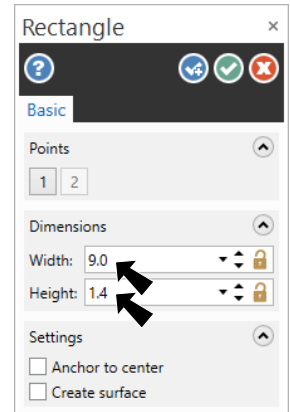 Rectangle
Basic
Points
1 2
Dimensions
Width: 9.0
Height: 1.4
Settings
Anchor to center
Create surface